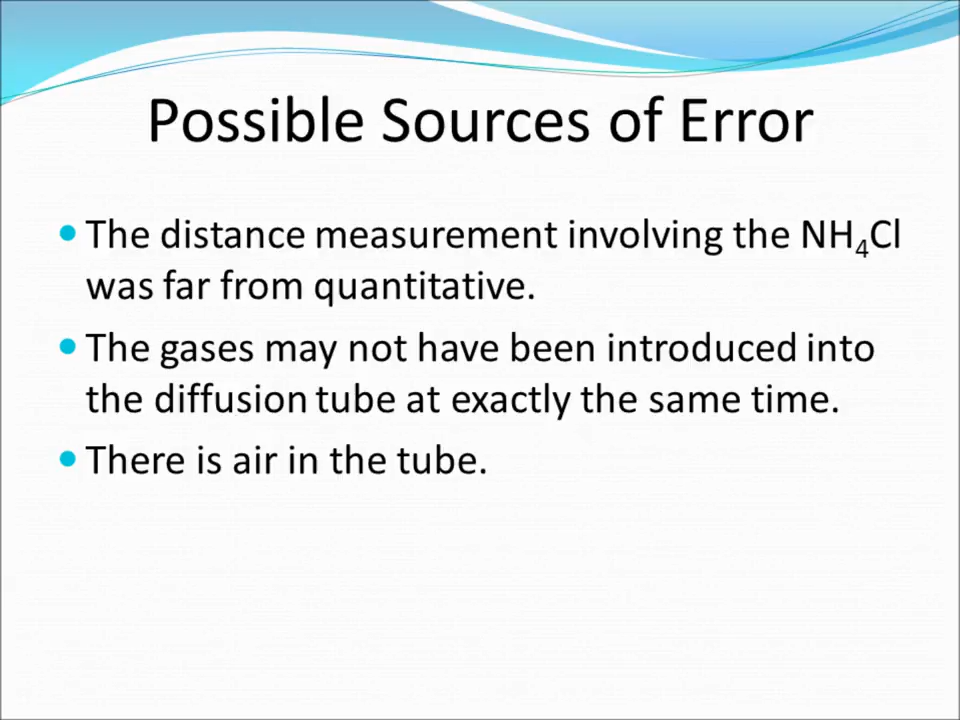 Possible Sources of Error
• The distance measurement involving the NH₄Cl
was far from quantitative.
• The gases may not have been introduced into
the diffusion tube at exactly the same time.
• There is air in the tube.